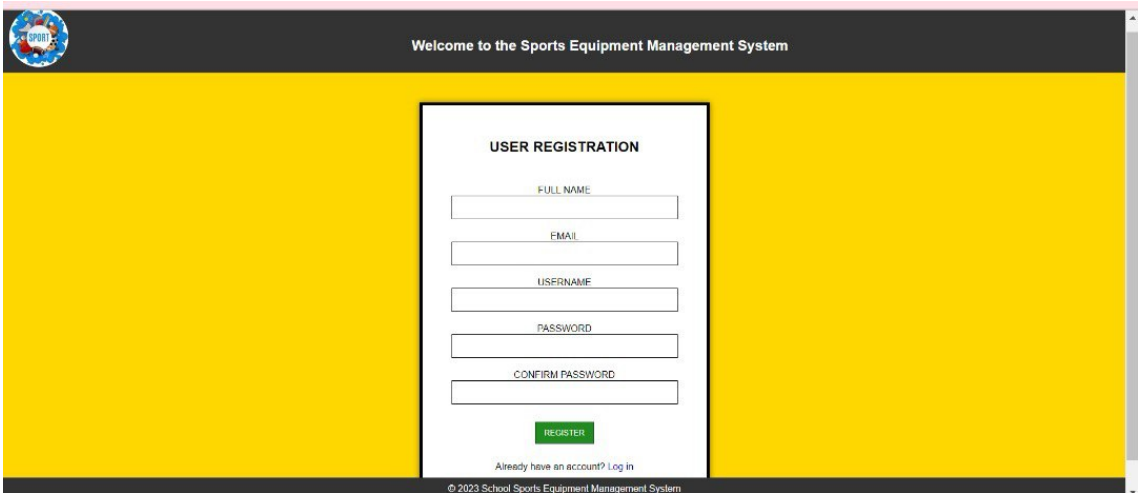 SPORT
Welcome to the Sports Equipment Management System
USER REGISTRATION
FULL NAME
EMAIL
USERNAME
PASSWORD
CONFIRM PASSWORD
REGISTER
Already have an account? Log in
© 2023 School Sports Equipment Management System